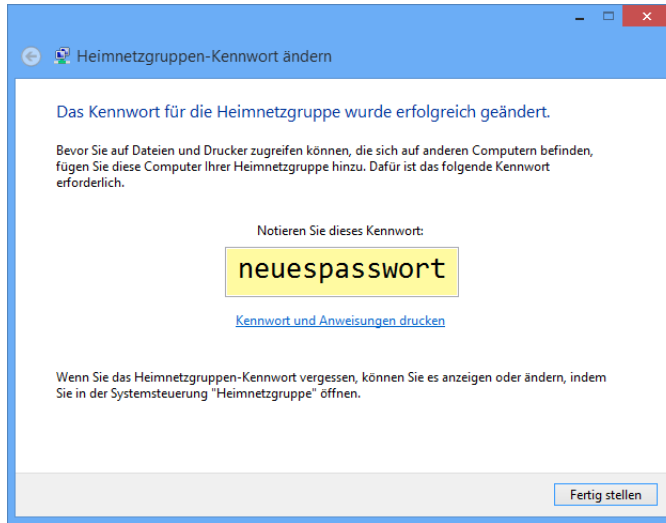 Heimnetzgruppen-Kennwort ändern
Das Kennwort für die Heimnetzgruppe wurde erfolgreich geändert.
Bevor Sie auf Dateien und Drucker zugreifen können, die sich auf anderen Computern befinden,
fügen Sie diese Computer Ihrer Heimnetzgruppe hinzu. Dafür ist das folgende Kennwort
erforderlich.
Notieren Sie dieses Kennwort:
neuespasswort
Kennwort und Anweisungen drucken
Wenn Sie das Heimnetzgruppen-Kennwort vergessen, können Sie es anzeigen oder ändern, indem
Sie in der Systemsteuerung "Heimnetzgruppe" öffnen.
Fertig stellen